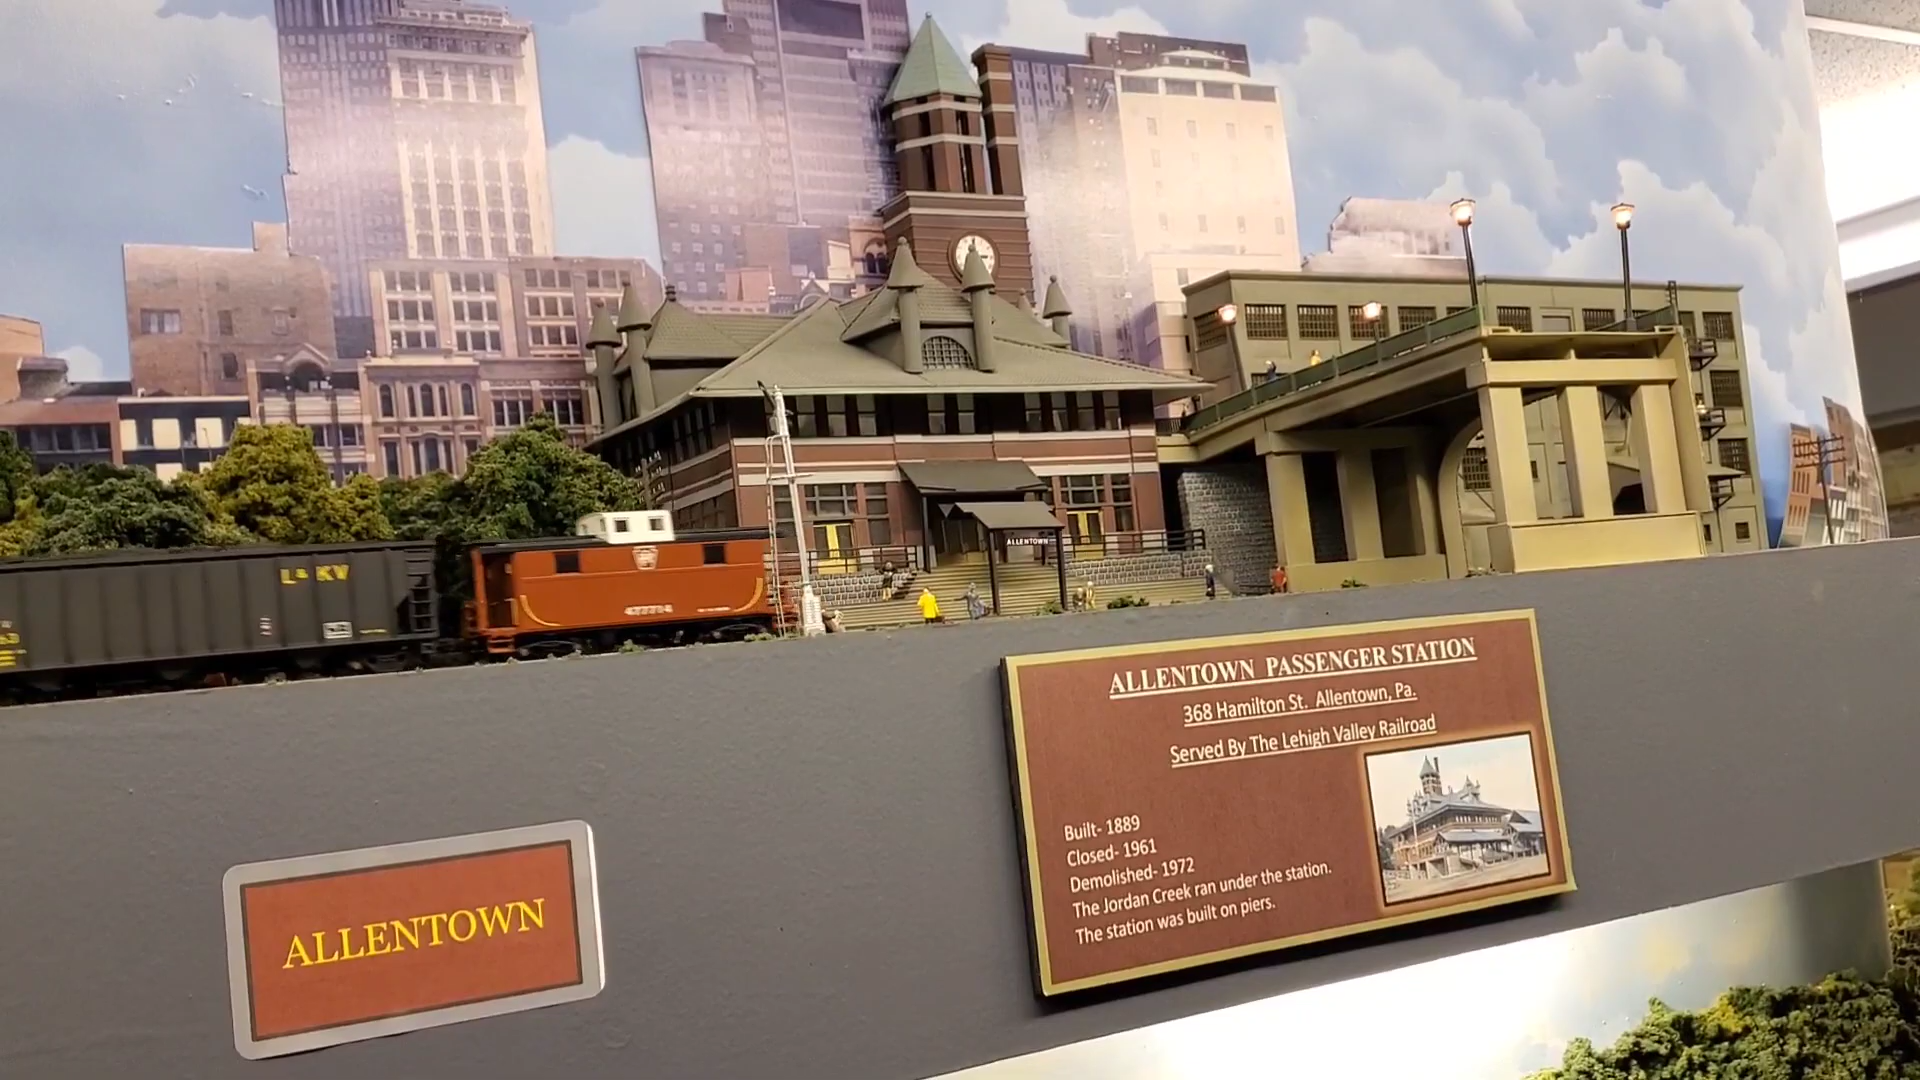 L & KV
477714
ALLENTOWN
ALLENTOWN PASSENGER STATION
368 Hamilton St. Allentown, Pa.
Served By The Lehigh Valley Railroad
Built- 1889
Closed- 1961
Demolished- 1972
The Jordan Creek ran under the station.
The station was built on piers.
ALLENTOWN